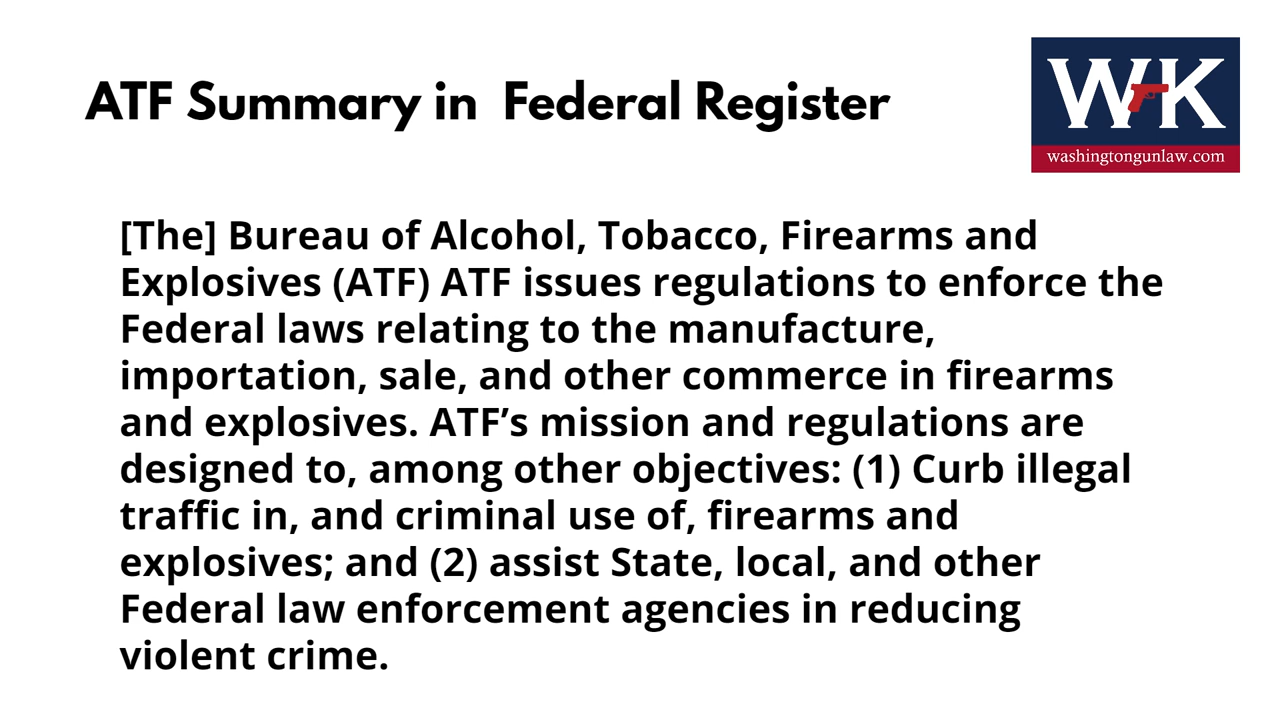 ATF Summary in Federal Register
WK
washingtongunlaw.com
[The] Bureau of Alcohol, Tobacco, Firearms and
Explosives (ATF) ATF issues regulations to enforce the
Federal laws relating to the manufacture,
importation, sale, and other commerce in firearms
and explosives. ATF’s mission and regulations are
designed to, among other objectives: (1) Curb illegal
traffic in, and criminal use of, firearms and
explosives; and (2) assist State, local, and other
Federal law enforcement agencies in reducing
violent crime.